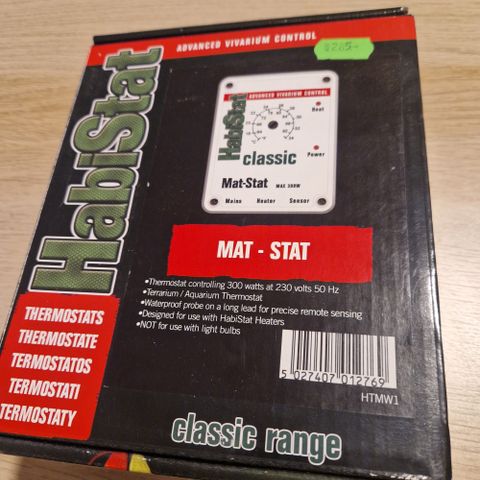 HabiStat
ADVANCED VIVARIUM CONTROL
HabiStat
ADVANCED VIVARIUM CONTROL
Heat
Power
classic
Mat-Stat MAX 300W
Mains Heater Sensor
MAT - STAT
•Thermostat controlling 300 watts at 230 volts 50 Hz
•Terrarium / Aquarium Thermostat
•Waterproof probe on a long lead for precise remote sensing
•Designed for use with HabiStat Heaters
•NOT for use with light bulbs
THERMOSTATS
THERMOSTATE
TERMOSTATOS
TERMOSTATI
TERMOSTATY
5 027407 012769
HTMW1
classic range